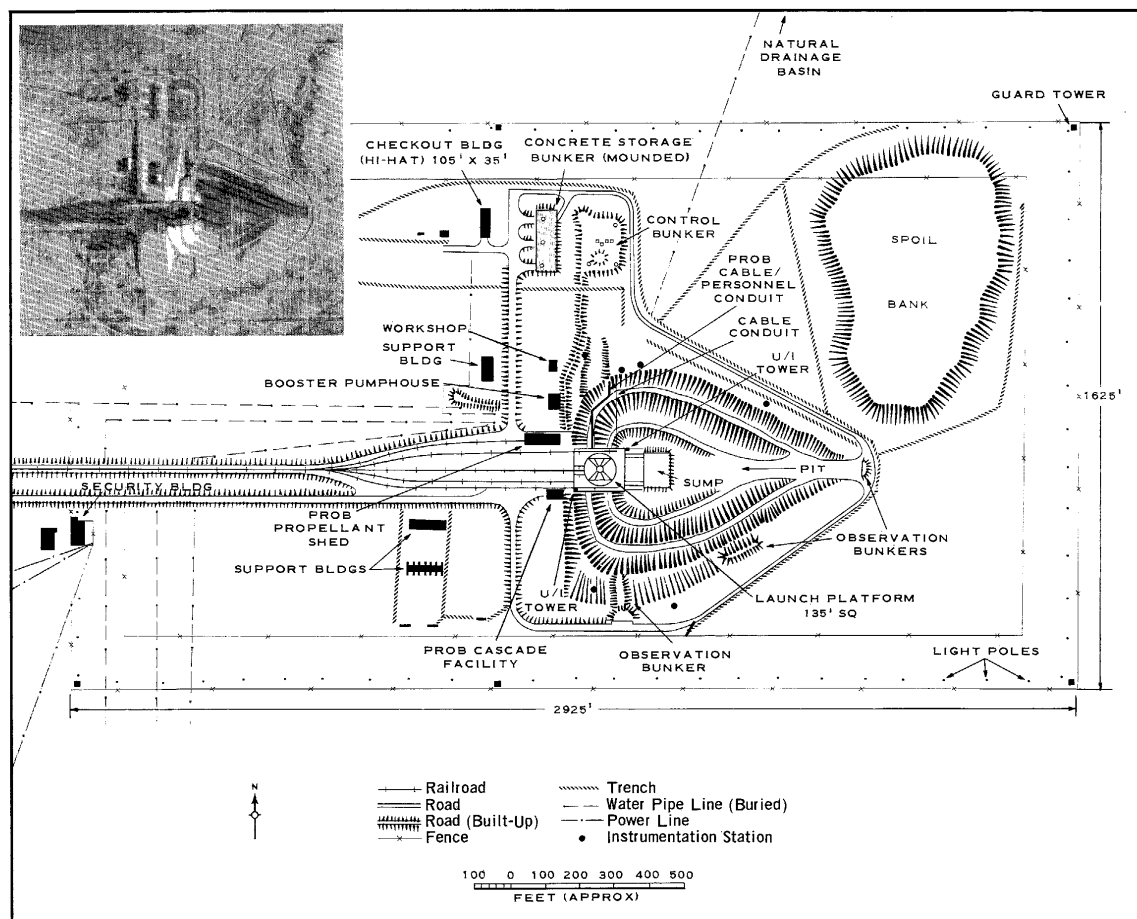 NATURAL
DRAINAGE
BASIN
GUARD TOWER
CHECKOUT BLDG
(HI-HAT) 105' X 35'
CONCRETE STORAGE
BUNKER (MOUNDED)
CONTROL
BUNKER
SPOIL
BANK
PROB
CABLE/
PERSONNEL
CONDUIT
CABLE
CONDUIT
U/I
TOWER
WORKSHOP
SUPPORT
BLDG
BOOSTER PUMPHOUSE
1625'
PIT
SUMP
SECURITY BLDG
PROB
PROPELLANT
SHED
OBSERVATION
BUNKERS
SUPPORT BLDGS
U/I
TOWER
LAUNCH PLATFORM
135' SQ
PROB CASCADE
FACILITY
OBSERVATION
BUNKER
LIGHT POLES
2925'
N
Railroad
Road
Road (Built-Up)
Fence
Trench
Water Pipe Line (Buried)
Power Line
Instrumentation Station
100 0 100 200 300 400 500
FEET (APPROX)